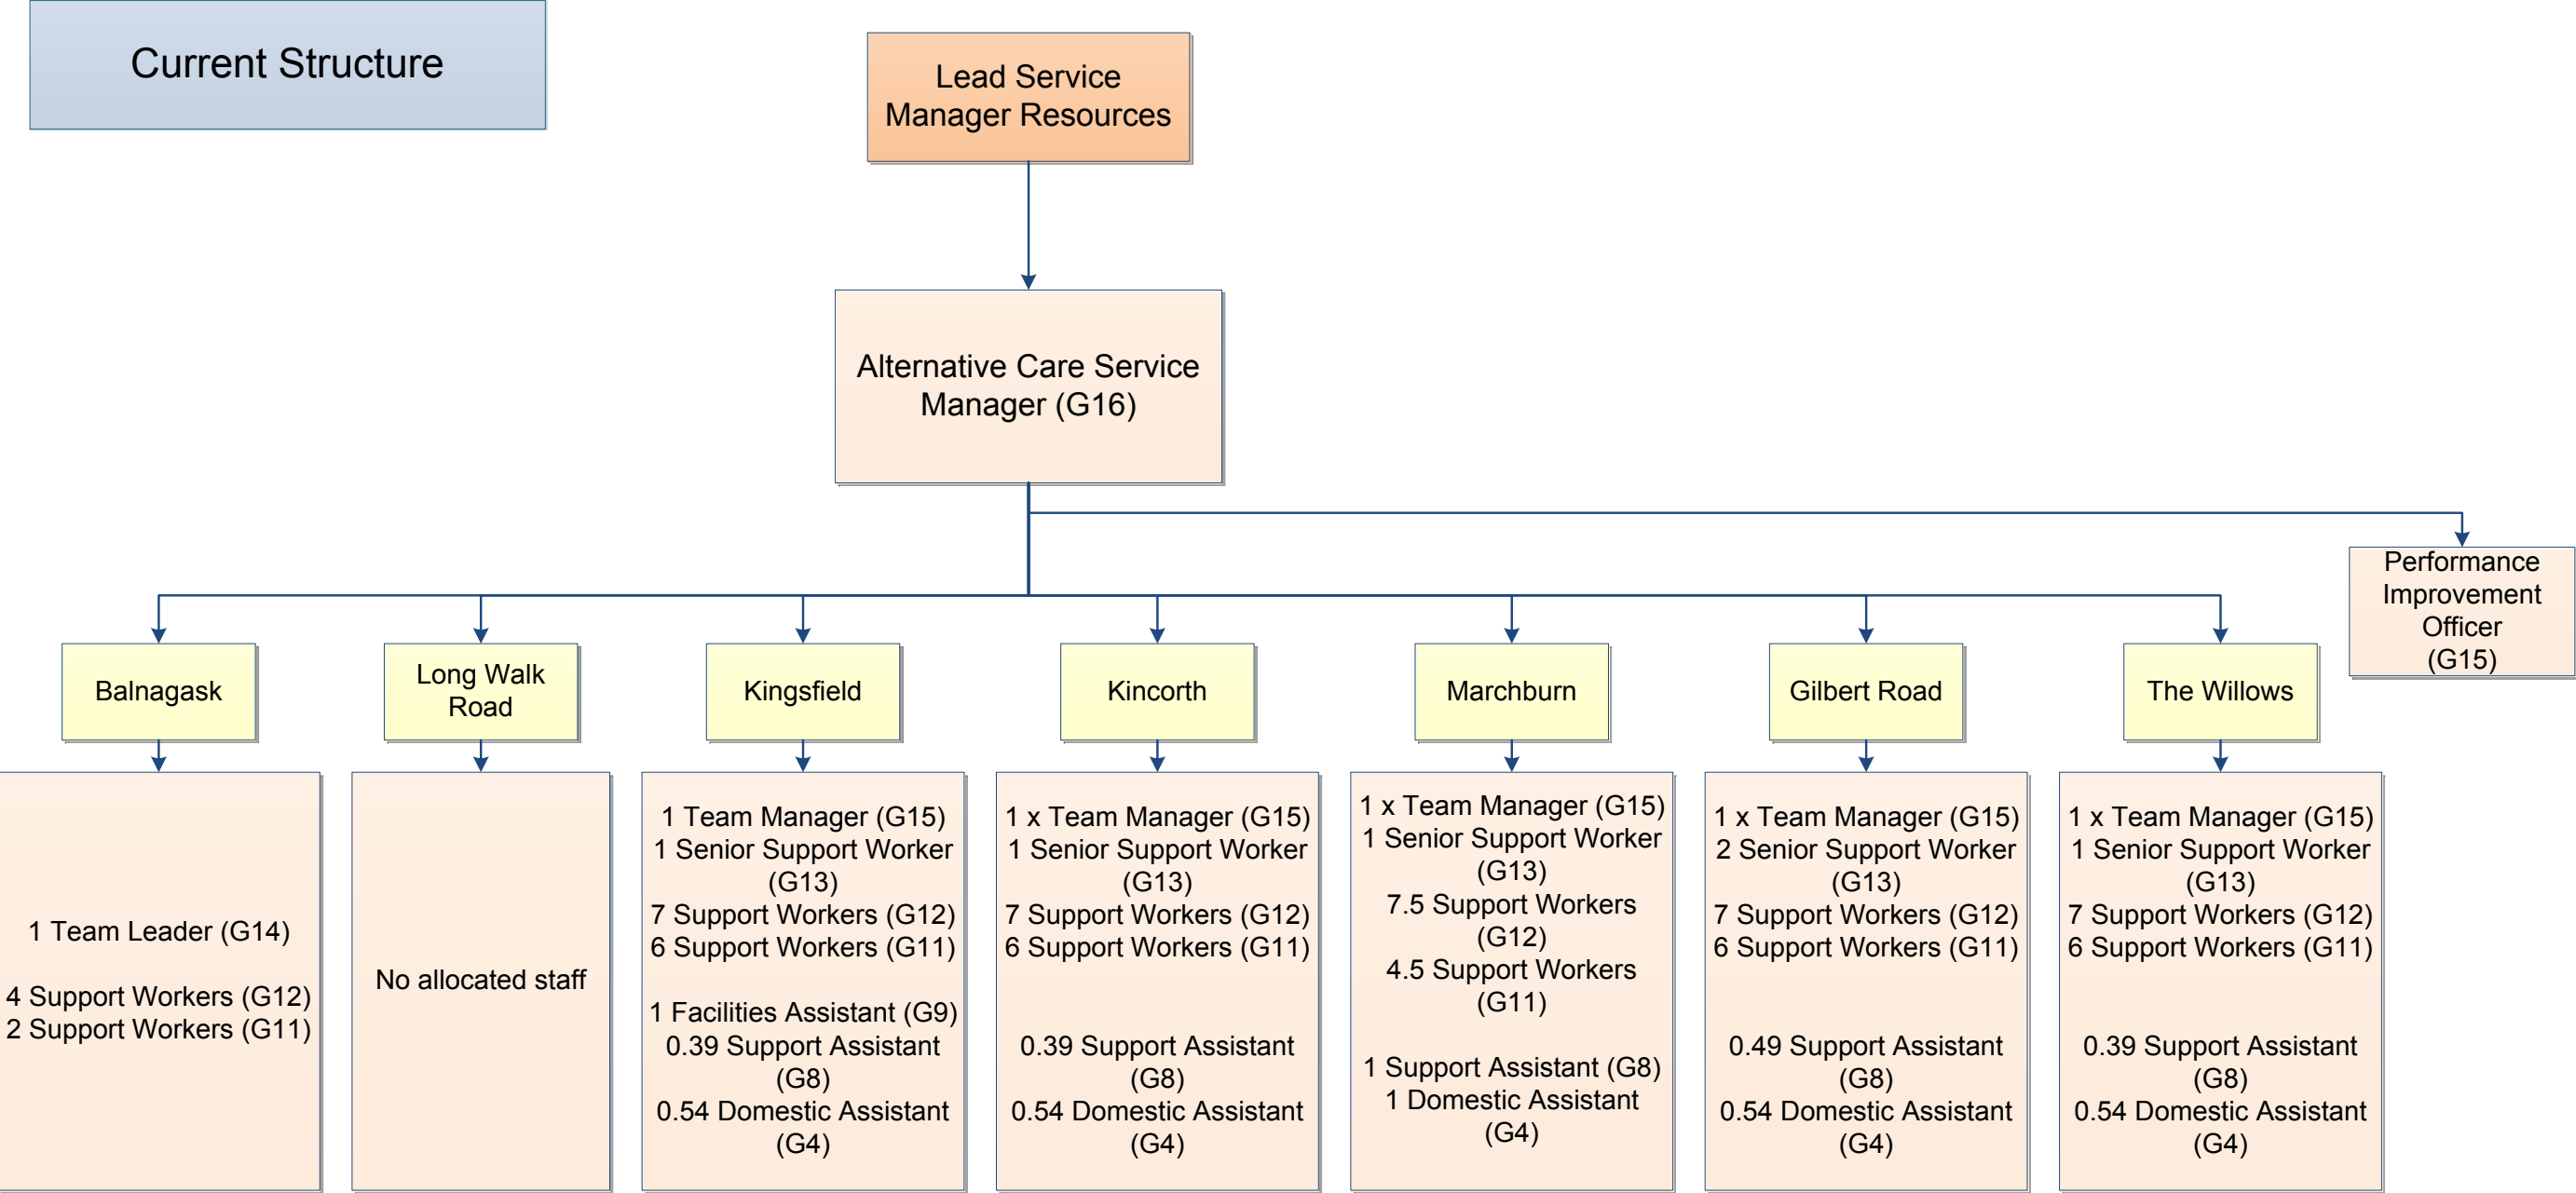 Current Structure
Lead Service
Manager Resources
Alternative Care Service
Manager (G16)
Performance
Improvement
Officer
(G15)
Balnagask
Long Walk
Road
Kingsfield
Kincorth
Marchburn
Gilbert Road
The Willows
1 Team Leader (G14)
4 Support Workers (G12)
2 Support Workers (G11)
No allocated staff
1 Team Manager (G15)
1 Senior Support Worker
(G13)
7 Support Workers (G12)
6 Support Workers (G11)
1 Facilities Assistant (G9)
0.39 Support Assistant
(G8)
0.54 Domestic Assistant
(G4)
1 x Team Manager (G15)
1 Senior Support Worker
(G13)
7 Support Workers (G12)
6 Support Workers (G11)
0.39 Support Assistant
(G8)
0.54 Domestic Assistant
(G4)
1 x Team Manager (G15)
1 Senior Support Worker
(G13)
7.5 Support Workers
(G12)
4.5 Support Workers
(G11)
1 Support Assistant (G8)
1 Domestic Assistant
(G4)
1 x Team Manager (G15)
2 Senior Support Worker
(G13)
7 Support Workers (G12)
6 Support Workers (G11)
0.49 Support Assistant
(G8)
0.54 Domestic Assistant
(G4)
1 x Team Manager (G15)
1 Senior Support Worker
(G13)
7 Support Workers (G12)
6 Support Workers (G11)
0.39 Support Assistant
(G8)
0.54 Domestic Assistant
(G4)